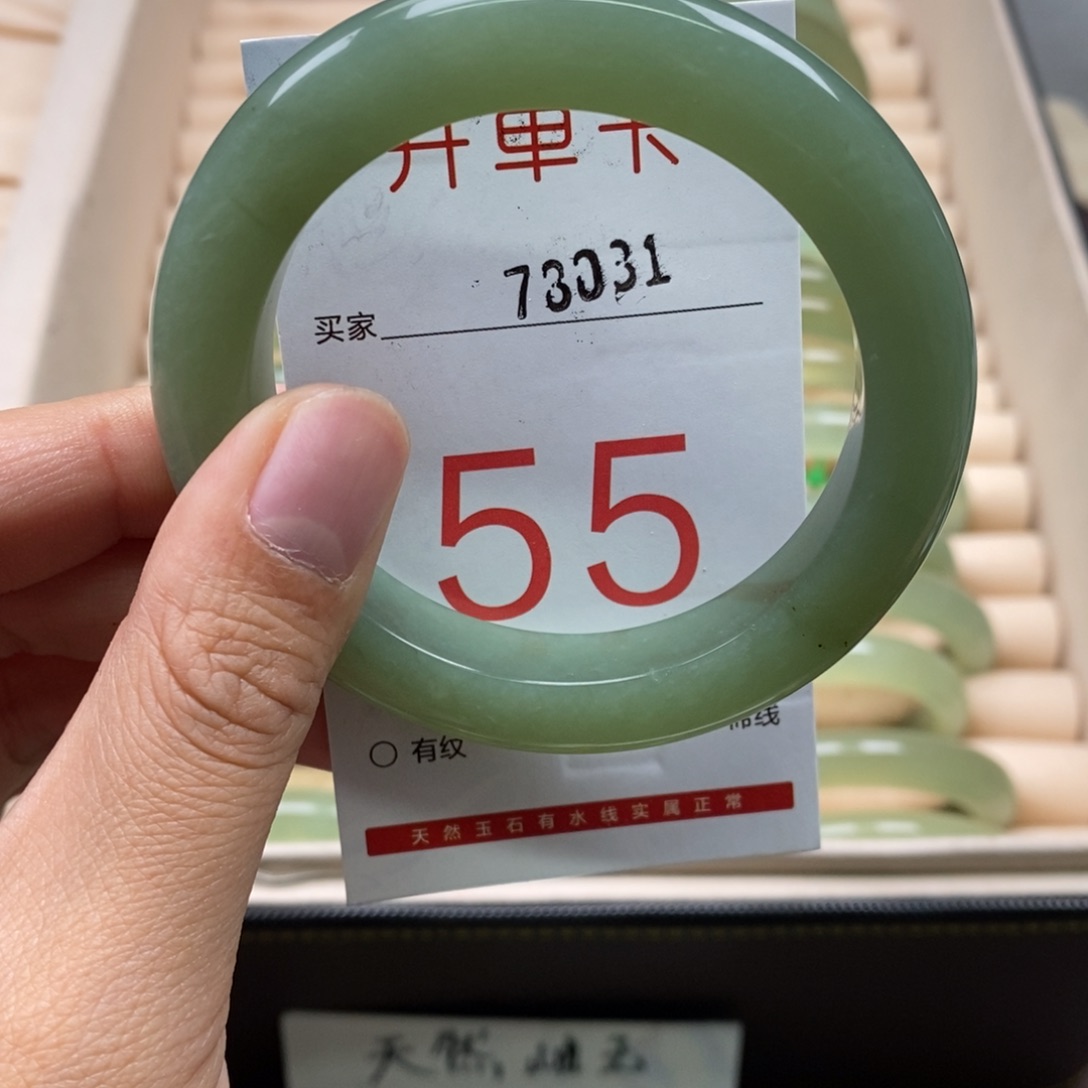 开单卡
买家 73031
55
有纹
天然玉石有水线实属正常
天然